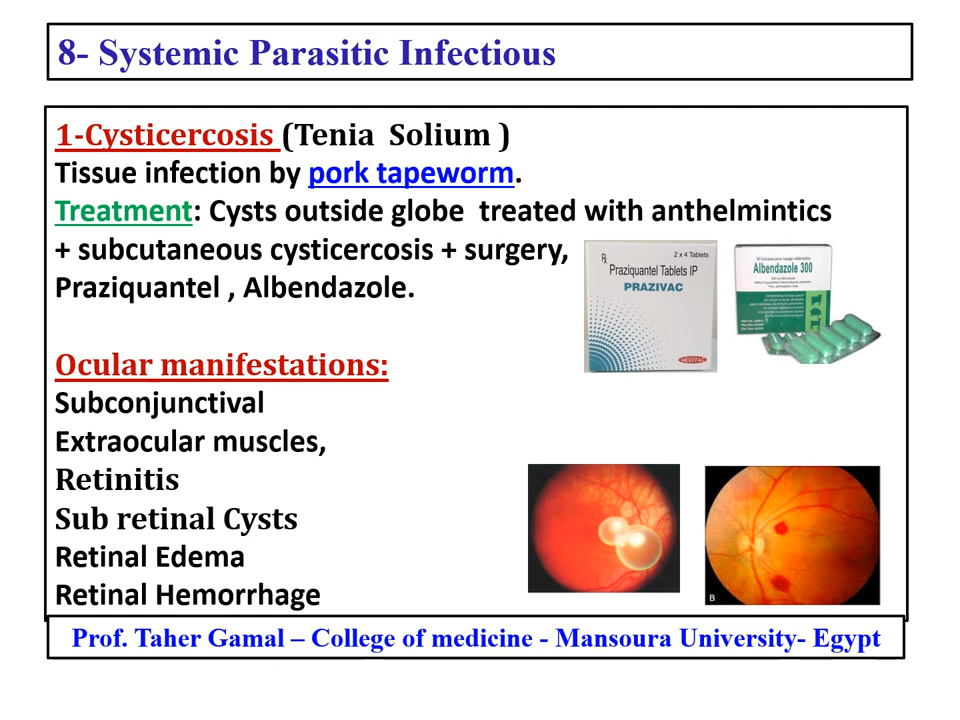 8- Systemic Parasitic Infectious
1-Cysticercosis (Tenia Solium )
Tissue infection by pork tapeworm.
Treatment: Cysts outside globe treated with anthelmintics
+ subcutaneous cysticercosis + surgery,
Praziquantel , Albendazole.
Rx
2 x 4 Tablets
Praziquantel Tablets IP
PRAZIVAC
MEDIVAC
Albendazole 300
Ocular manifestations:
Subconjunctival
Extraocular muscles,
Retinitis
Sub retinal Cysts
Retinal Edema
Retinal Hemorrhage
B
Prof. Taher Gamal – College of medicine - Mansoura University- Egypt